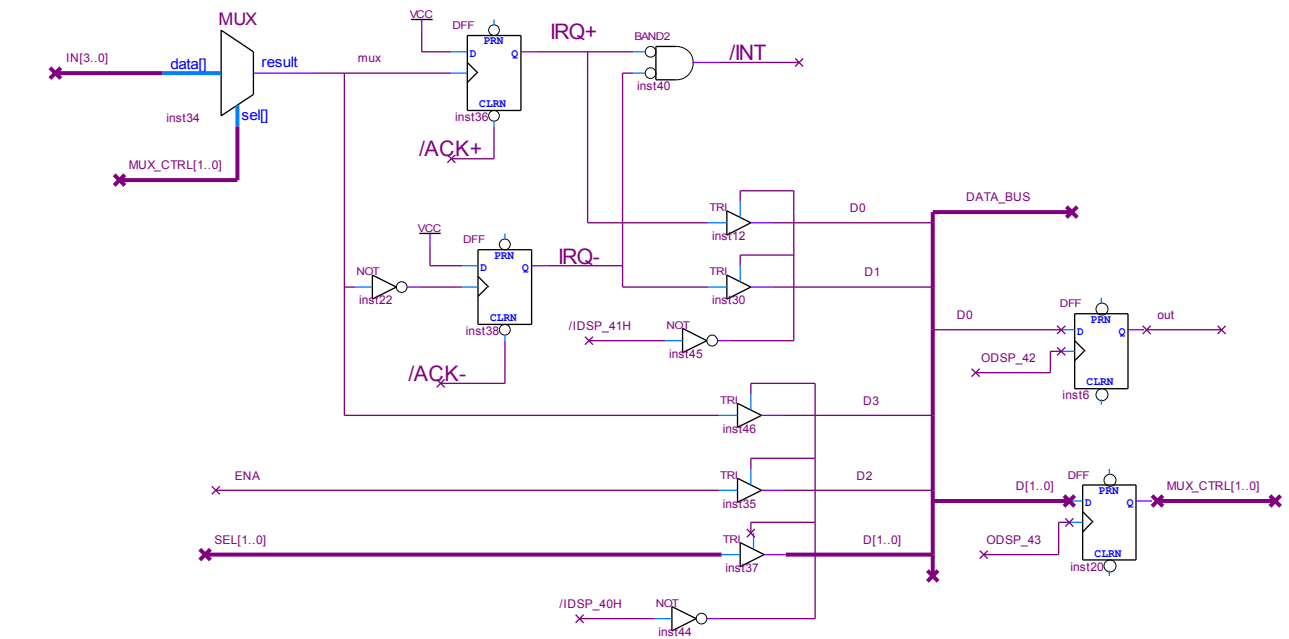 MUX
IN[3..0]
data[]
result
sel[]
inst34
MUX_CTRL[1..0]
mux
VCC
DFF
PRN
D
Q
CLRN
inst36
/ACK+
IRQ+
BAND2
inst40
/INT
VCC
DFF
PRN
D
Q
CLRN
inst38
/ACK-
IRQ-
NOT
inst22
TRI
inst12
D0
TRI
inst30
D1
/IDSP_41H
NOT
inst45
DATA_BUS
D0
DFF
PRN
D
Q
CLRN
inst6
out
ODSP_42
TRI
inst46
D3
ENA
TRI
inst35
D2
SEL[1..0]
TRI
inst37
D[1..0]
/IDSP_40H
NOT
inst44
D[1..0]
DFF
PRN
D
Q
CLRN
inst20
MUX_CTRL[1..0]
ODSP_43